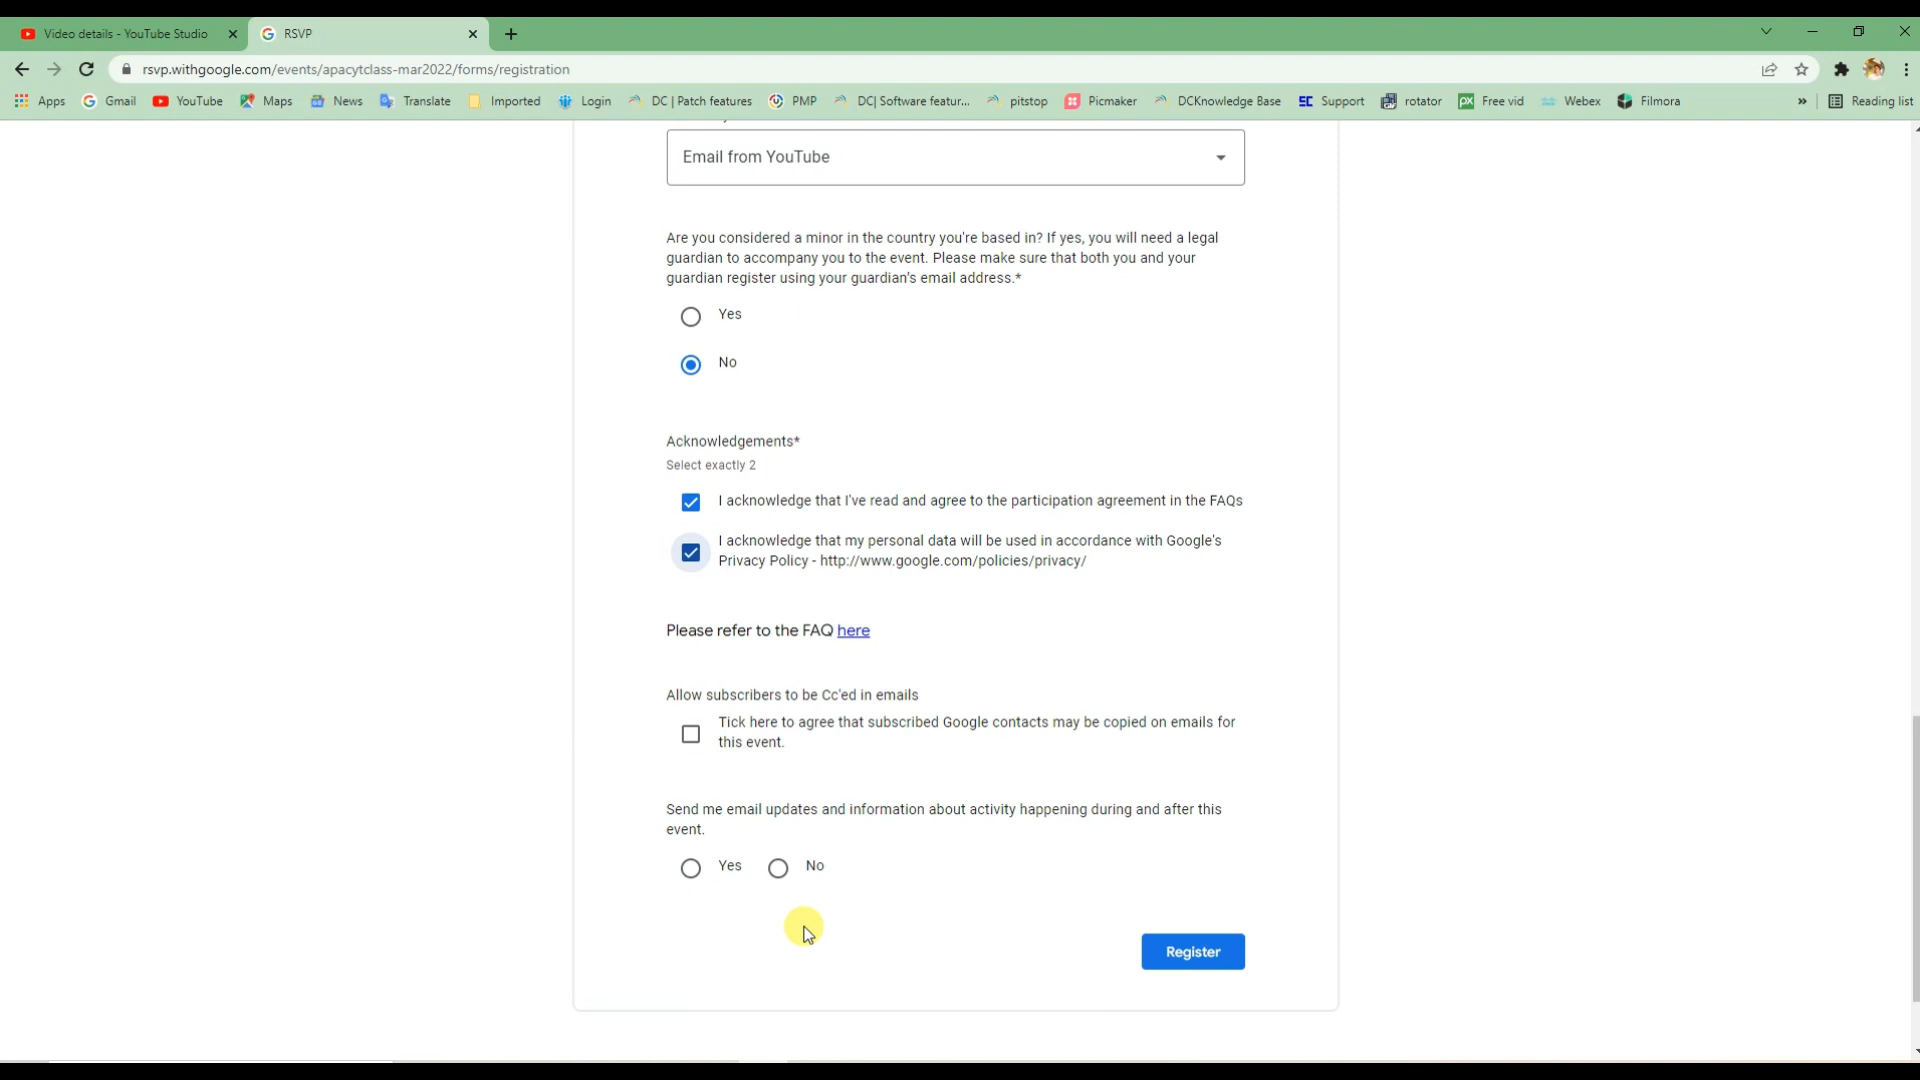 Video details - YouTube Studio
RSVP
rsvp.withgoogle.com/events/apacytclass-mar2022/forms/registration
Apps Gmail YouTube Maps News Translate Imported Login DC | Patch features PMP DC| Software featur... pitstop Picmaker DCKnowledge Base Support rotator Free vid Webex Filmora » Reading list
Email from YouTube
Are you considered a minor in the country you're based in? If yes, you will need a legal
guardian to accompany you to the event. Please make sure that both you and your
guardian register using your guardian's email address.*
Yes
No
Acknowledgements*
Select exactly 2
I acknowledge that I've read and agree to the participation agreement in the FAQs
I acknowledge that my personal data will be used in accordance with Google's
Privacy Policy - http://www.google.com/policies/privacy/
Please refer to the FAQ here
Allow subscribers to be Cc'ed in emails
Tick here to agree that subscribed Google contacts may be copied on emails for
this event.
Send me email updates and information about activity happening during and after this
event.
Yes No
Register